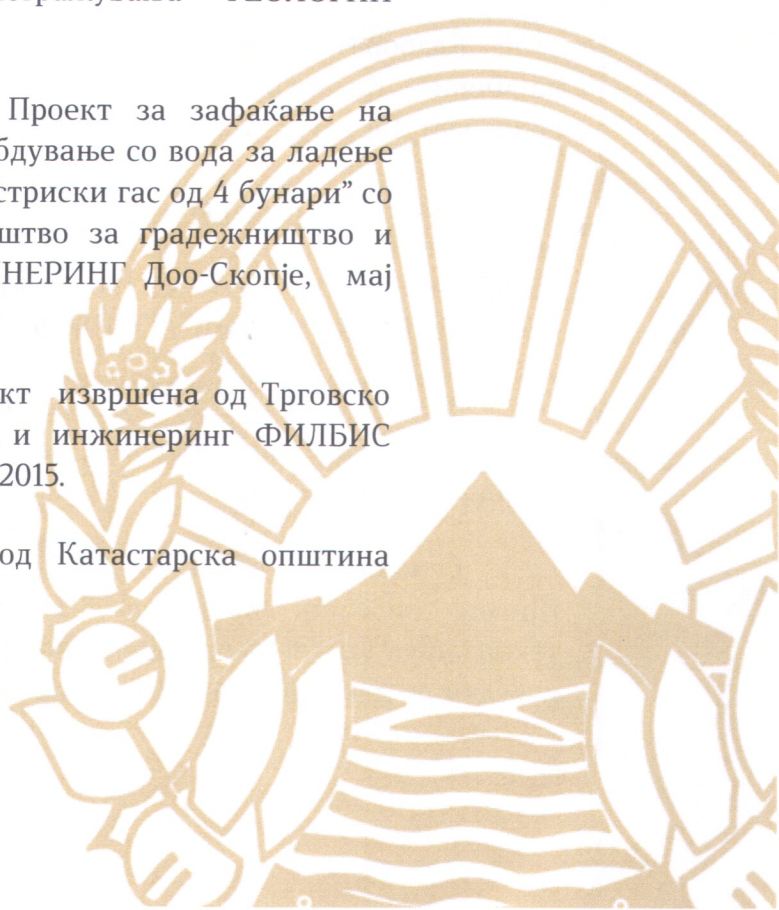 Проект за зафаќање на
бдување со вода за ладење
стриски гас од 4 бунари” со
штво за градежништво и
НЕРИНГ Доо-Скопје, мај
кт извршена од Трговско
и инжинеринг ФИЛБИС
2015.
од Катастарска општина